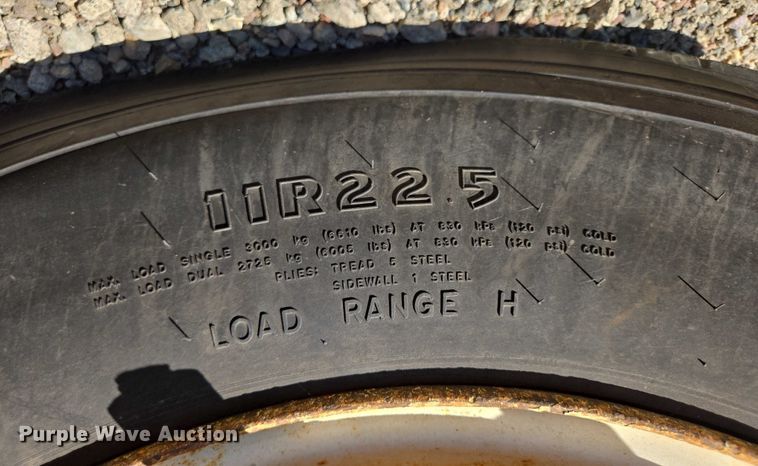 11R22.5
MAX. LOAD SINGLE 3000 kg (6610 lbs) AT 830 kPa (120 psi) COLD
MAX. LOAD DUAL 2725 kg (6005 lbs) AT 830 kPa (120 psi) COLD
PLIES: TREAD 5 STEEL
SIDEWALL 1 STEEL
LOAD RANGE H
Purple Wave Auction